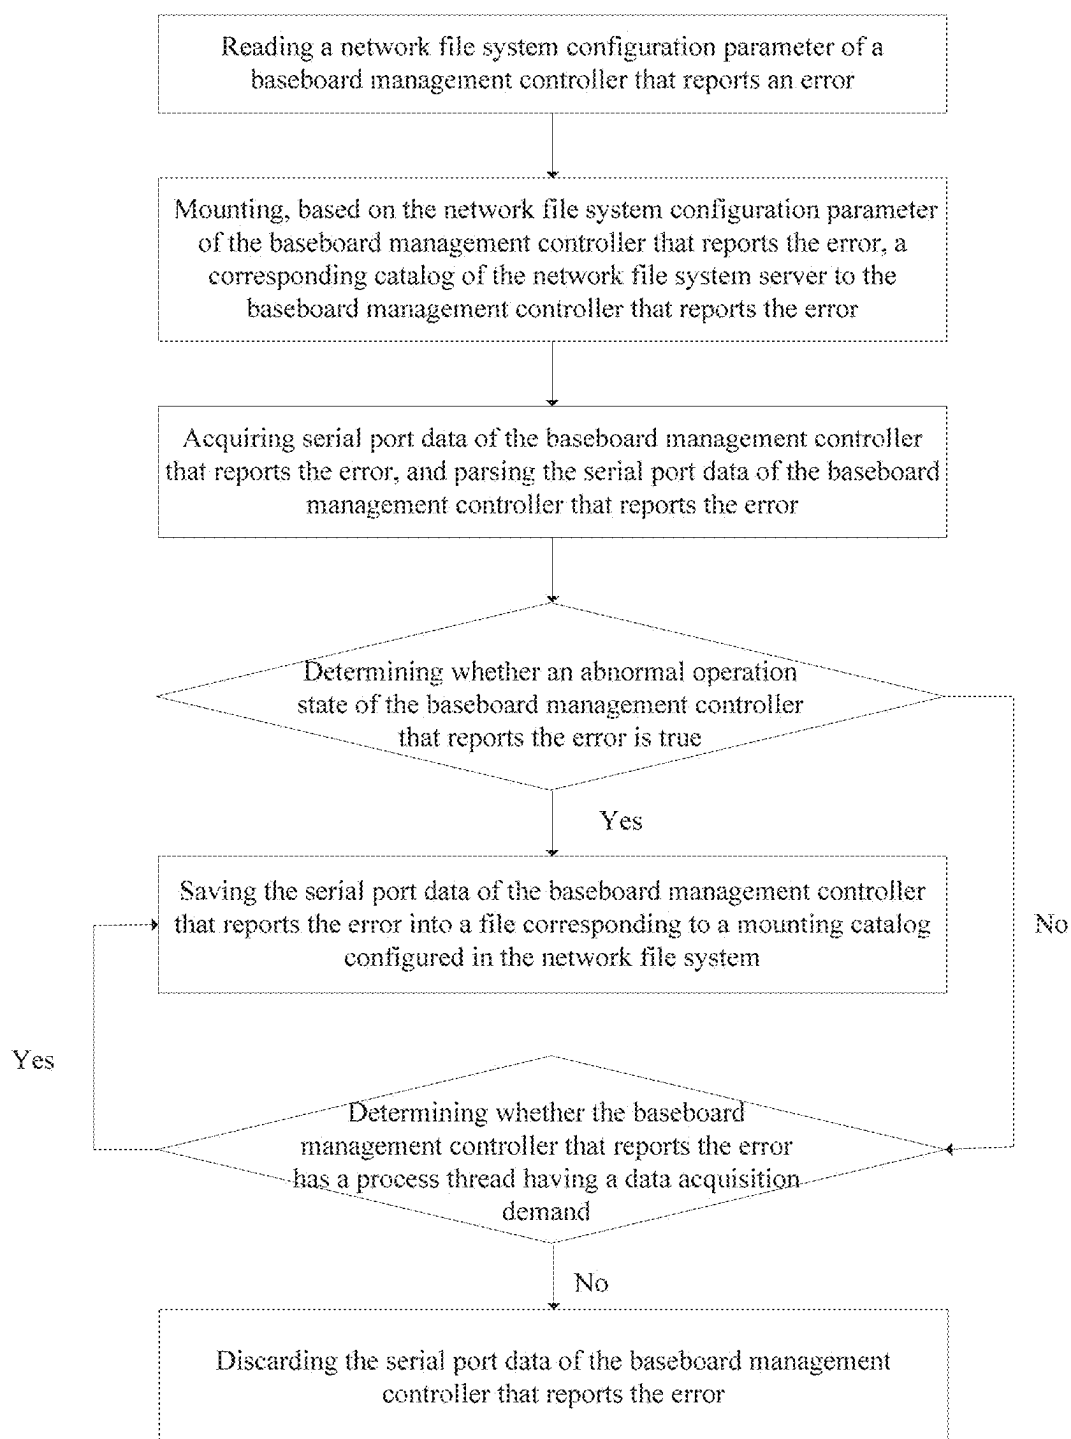 Reading a network file system configuration parameter of a
baseboard management controller that reports an error
Mounting, based on the network file system configuration parameter
of the baseboard management controller that reports the error, a
corresponding catalog of the network file system server to the
baseboard management controller that reports the error
Acquiring serial port data of the baseboard management controller
that reports the error, and parsing the serial port data of the baseboard
management controller that reports the error
Determining whether an abnormal operation
state of the baseboard management controller
that reports the error is true
Yes
Saving the serial port data of the baseboard management controller
that reports the error into a file corresponding to a mounting catalog
configured in the network file system
No
Yes
Determining whether the baseboard
management controller that reports the error
has a process thread having a data acquisition
demand
No
Discarding the serial port data of the baseboard management
controller that reports the error